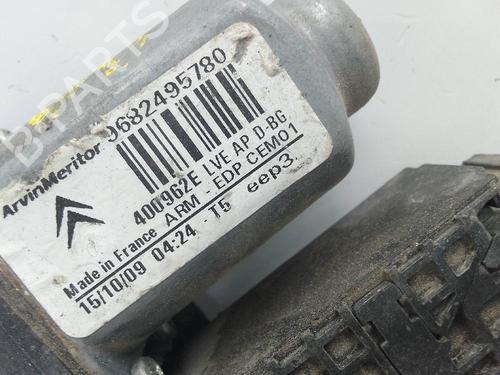 B-PARTS
ArvinMeritor 9682495780
400962E LVE AP D-BG
ARM - EDP CEM01
Made in France
15/10/09 04:24 T5 eep3.